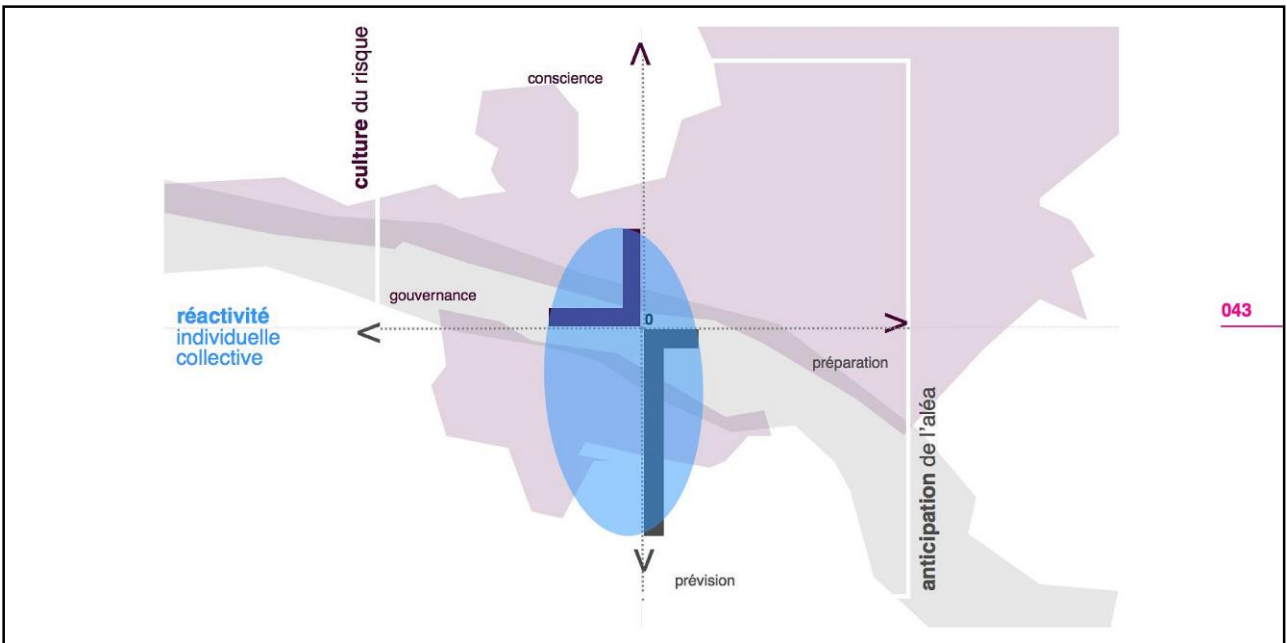 conscience
culture du risque
gouvernance
0
043
réactivité
individuelle
collective
préparation
anticipation de l'aléa
prévision